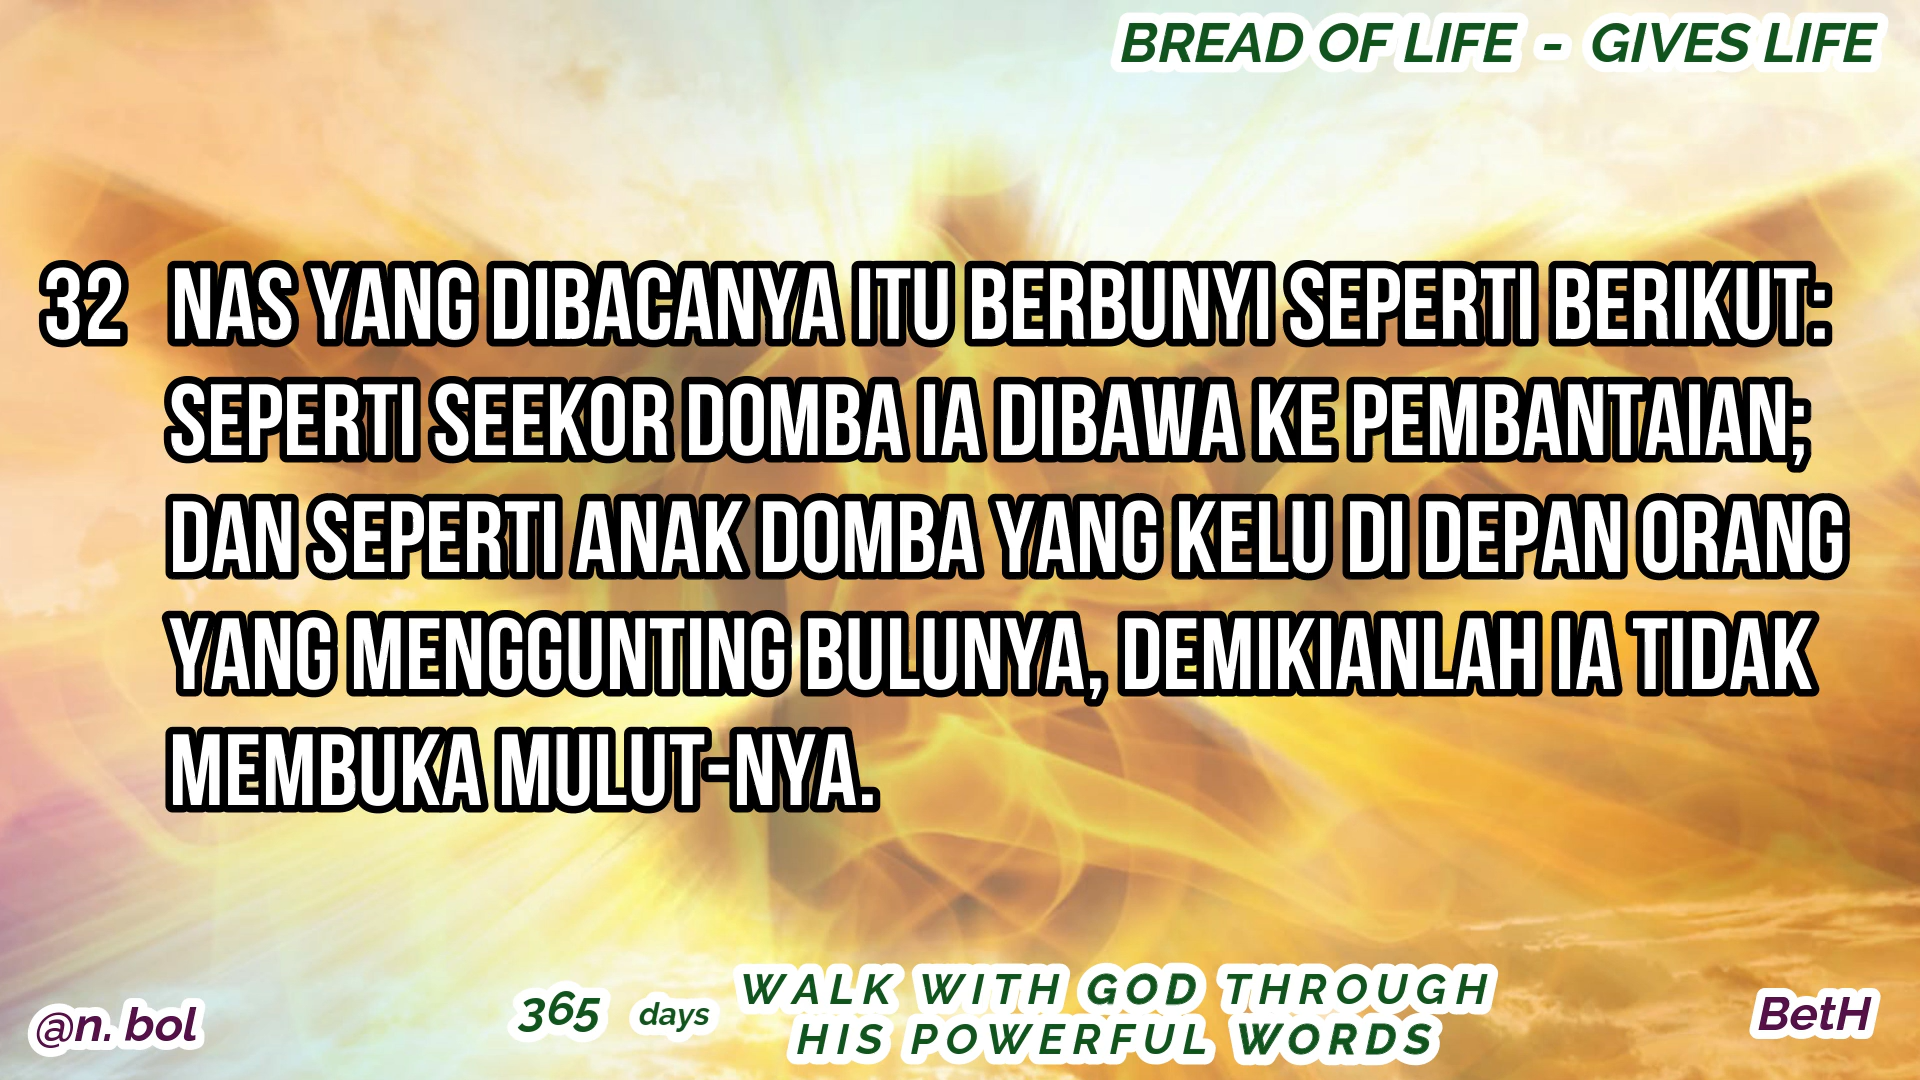 BREAD OF LIFE - GIVES LIFE
32 NAS YANG DIBACANYA ITU BERBUNYI SEPERTI BERIKUT:
SEPERTI SEEKOR DOMBA IA DIBAWA KE PEMBANTAIAN;
DAN SEPERTI ANAK DOMBA YANG KELU DI DEPAN ORANG
YANG MENGGUNTING BULUNYA, DEMIKIANLAH IA TIDAK
MEMBUKA MULUT-NYA.
@n. bol
365 days
WALK WITH GOD THROUGH
HIS POWERFUL WORDS
BetH